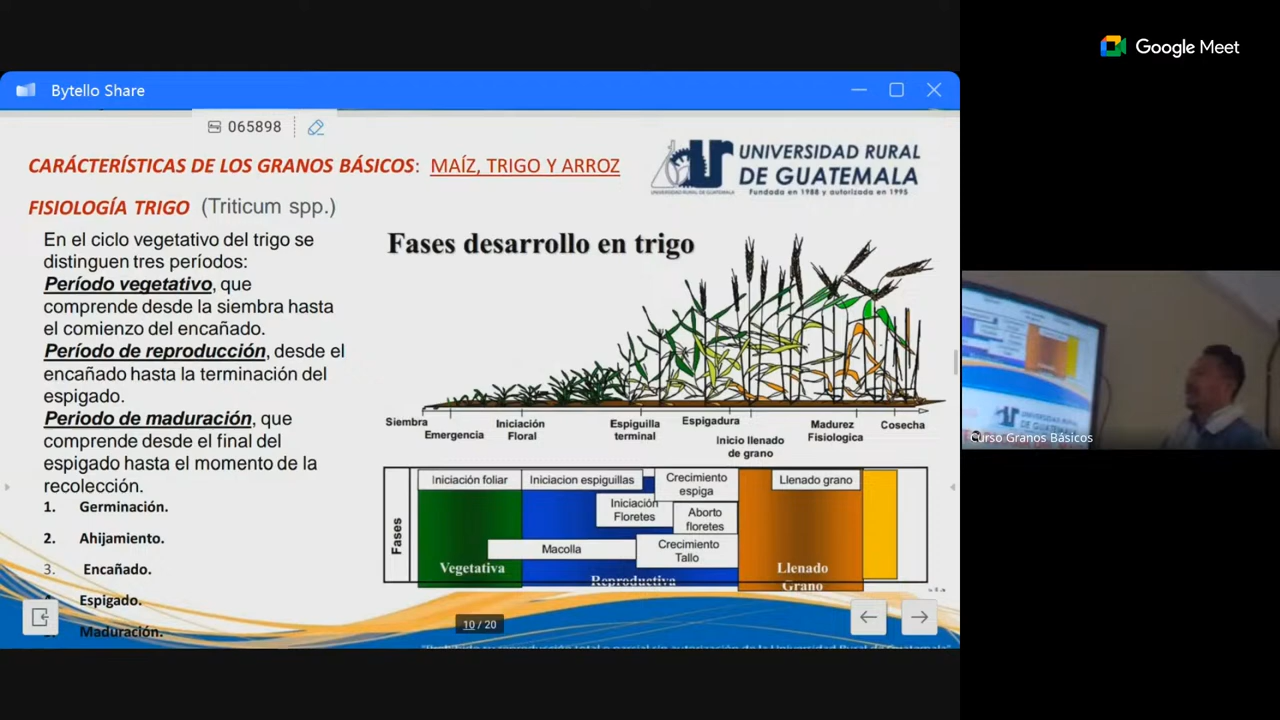 Google Meet
Bytello Share
065898
CARÁCTERÍSTICAS DE LOS GRANOS BÁSICOS: MAÍZ, TRIGO Y ARROZ
UNIVERSIDAD RURAL
DE GUATEMALA
Fundada en 1988 y autorizada en 1995
FISIOLOGÍA TRIGO (Triticum spp.)
En el ciclo vegetativo del trigo se
distinguen tres períodos:
Período vegetativo, que
comprende desde la siembra hasta
el comienzo del encañado.
Período de reproducción, desde el
encañado hasta la terminación del
espigado.
Periodo de maduración, que
comprende desde el final del
espigado hasta el momento de la
recolección.
1. Germinación.
2. Ahijamiento.
3. Encañado.
Espigado.
Maduración.
Fases desarrollo en trigo
Siembra
Emergencia
Iniciación
Floral
Espiguilla
terminal
Espigadura
Inicio llenado
de grano
Madurez
Fisiologica
Cosecha
Fases
Iniciación foliar
Iniciacion espiguillas
Crecimiento
espiga
Llenado grano
Iniciación
Floretes
Aborto
floretes
Macolla
Crecimiento
Tallo
Vegetativa
Reproductiva
Llenado
Grano
10 / 20
UNIVERSIDAD RURAL
DE GUATEMALA
Curso Granos Básicos